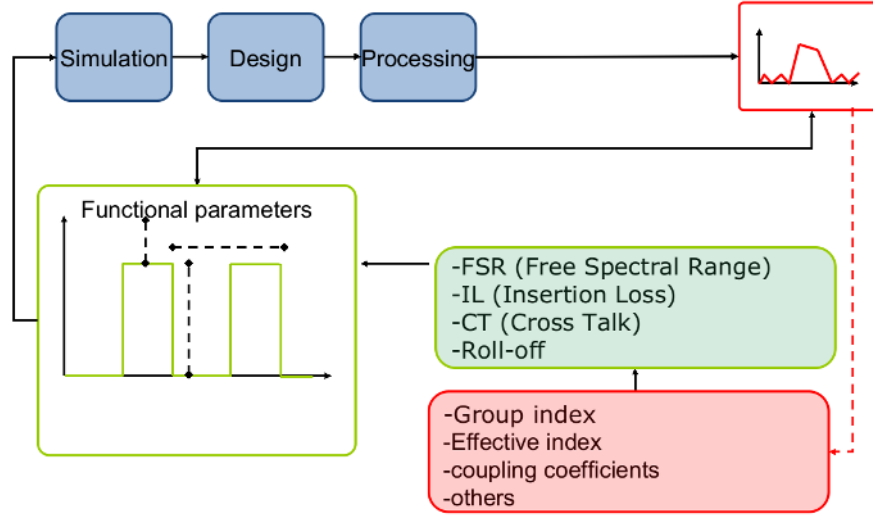 Simulation
Design
Processing
Functional parameters
-FSR (Free Spectral Range)
-IL (Insertion Loss)
-CT (Cross Talk)
-Roll-off
-Group index
-Effective index
-coupling coefficients
-others